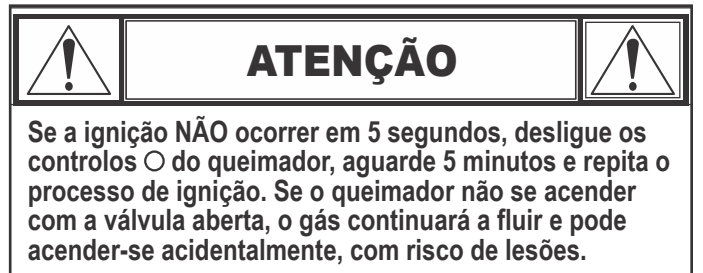 ATENÇÃO
Se a ignição NÃO ocorrer em 5 segundos, desligue os
controlos O do queimador, aguarde 5 minutos e repita o
processo de ignição. Se o queimador não se acender
com a válvula aberta, o gás continuará a fluir e pode
acender-se acidentalmente, com risco de lesões.